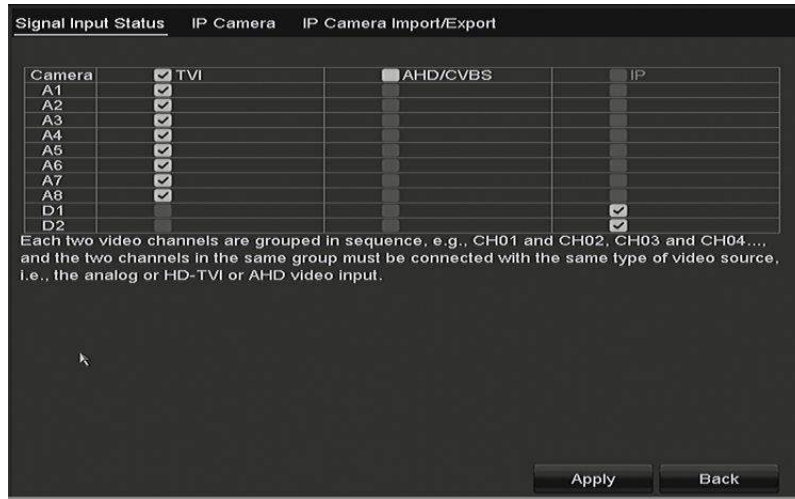 Signal Input Status IP Camera IP Camera Import/Export
Camera TVI AHD/CVBS IP
A1
A2
A3
A4
A5
A6
A7
A8
D1
D2
Each two video channels are grouped in sequence, e.g., CH01 and CH02, CH03 and CH04...,
and the two channels in the same group must be connected with the same type of video source,
i.e., the analog or HD-TVI or AHD video input.
Apply Back